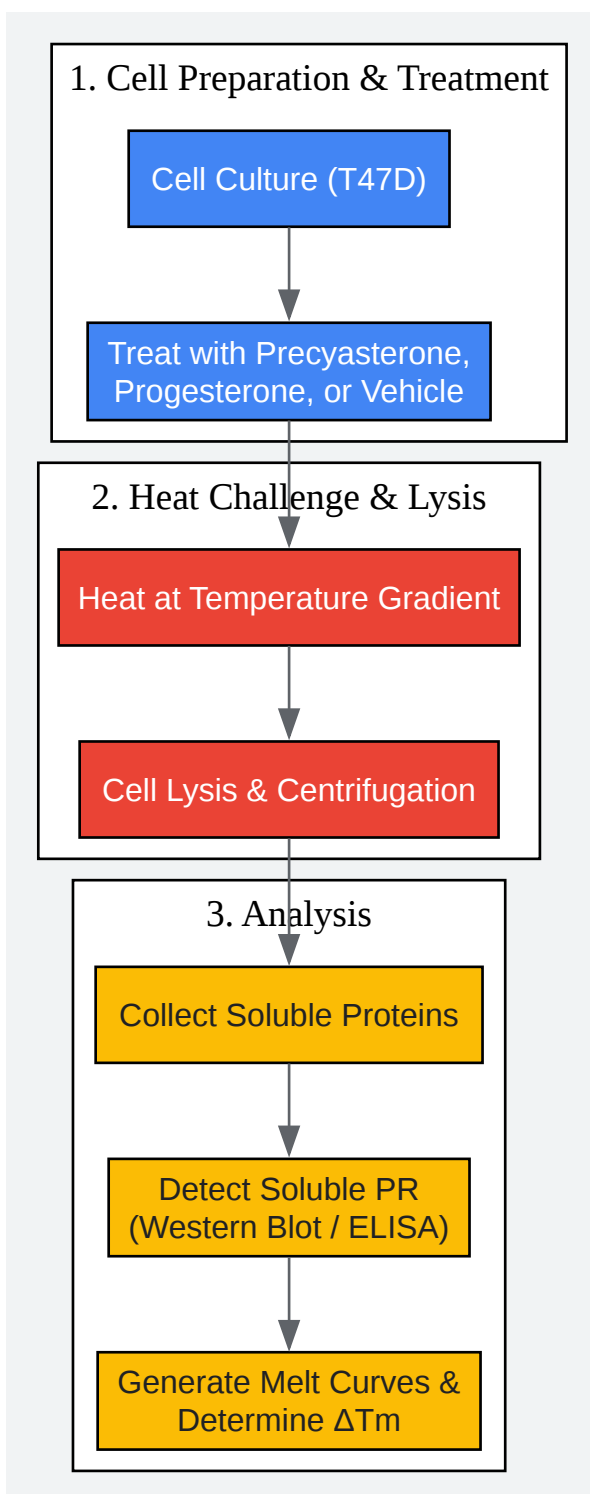 1. Cell Preparation & Treatment
Cell Culture (T47D)
Treat with Precyasterone,
Progesterone, or Vehicle
2. Heat Challenge & Lysis
Heat at Temperature Gradient
Cell Lysis & Centrifugation
3. Analysis
Collect Soluble Proteins
Detect Soluble PR
(Western Blot / ELISA)
Generate Melt Curves &
Determine ΔTm